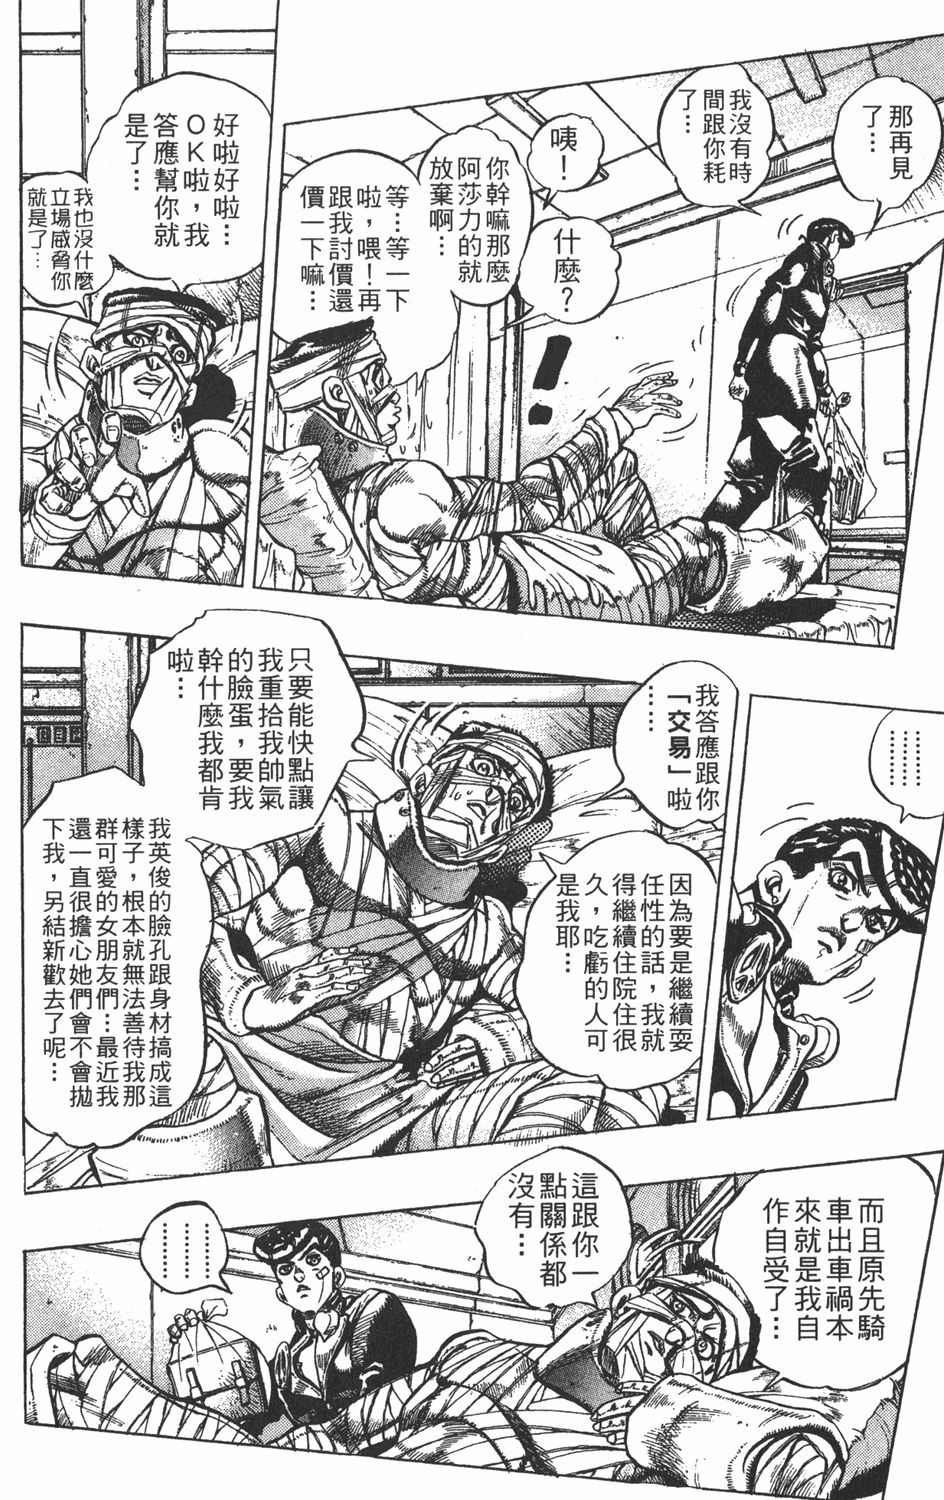 那再見
了…
我沒有時
間跟你耗
了…
咦！
什麼？
你幹嘛那麼
阿莎力的就
放棄啊…
等…等一下
啦，喂！再
跟我討價還
價一下嘛…
好啦好啦…
OK啦，我
答應幫你就
是了…
我也沒什麼
立場威脅你
就是了…
………
………
我答應跟你
「交易」啦
……
因為要是繼續耍
任性的話，我就
得繼續住院住很
久，吃虧的人可
是我耶…
只要能快點讓
我重拾我帥氣
的臉蛋，要我
幹什麼我都肯
啦…
我英俊的臉孔跟身材搞成這
樣子，根本就無法善待我那
群可愛的女朋友們…最近我
還一直很擔心她們會不會拋
下我，另結新歡去了呢…
而且原先騎
車出車禍本
來就是我自
作自受了…
這跟你一
點關係都
沒有…
………
………